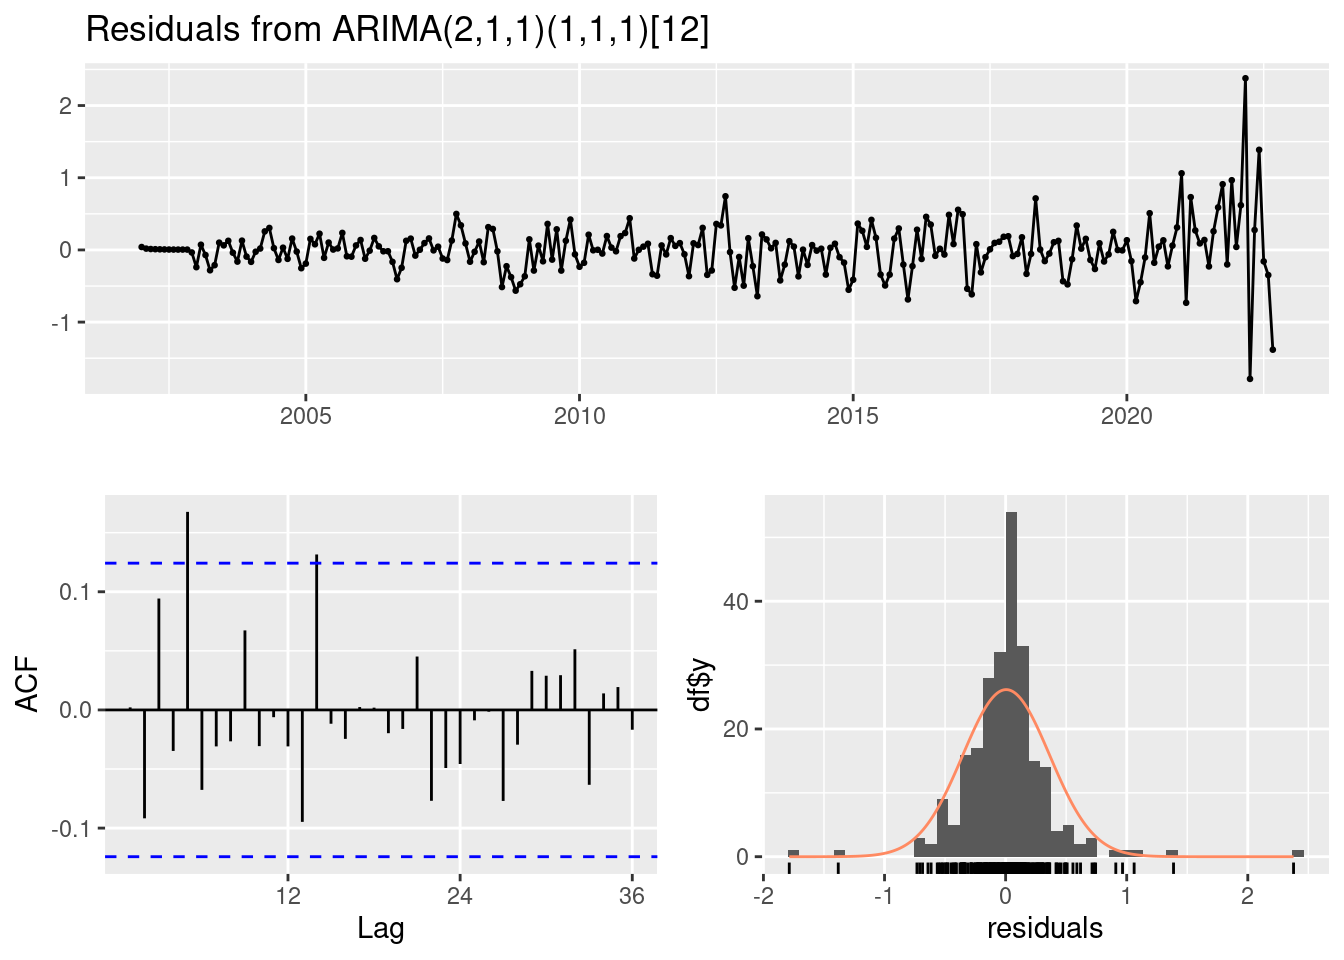 Residuals from ARIMA(2,1,1)(1,1,1)[12]
2
1
0
-1
2005 2010 2015 2020
ACF
0.1
0.0
-0.1
12 24 36
Lag
df$y
40
20
0
-2 -1 0 1 2
residuals